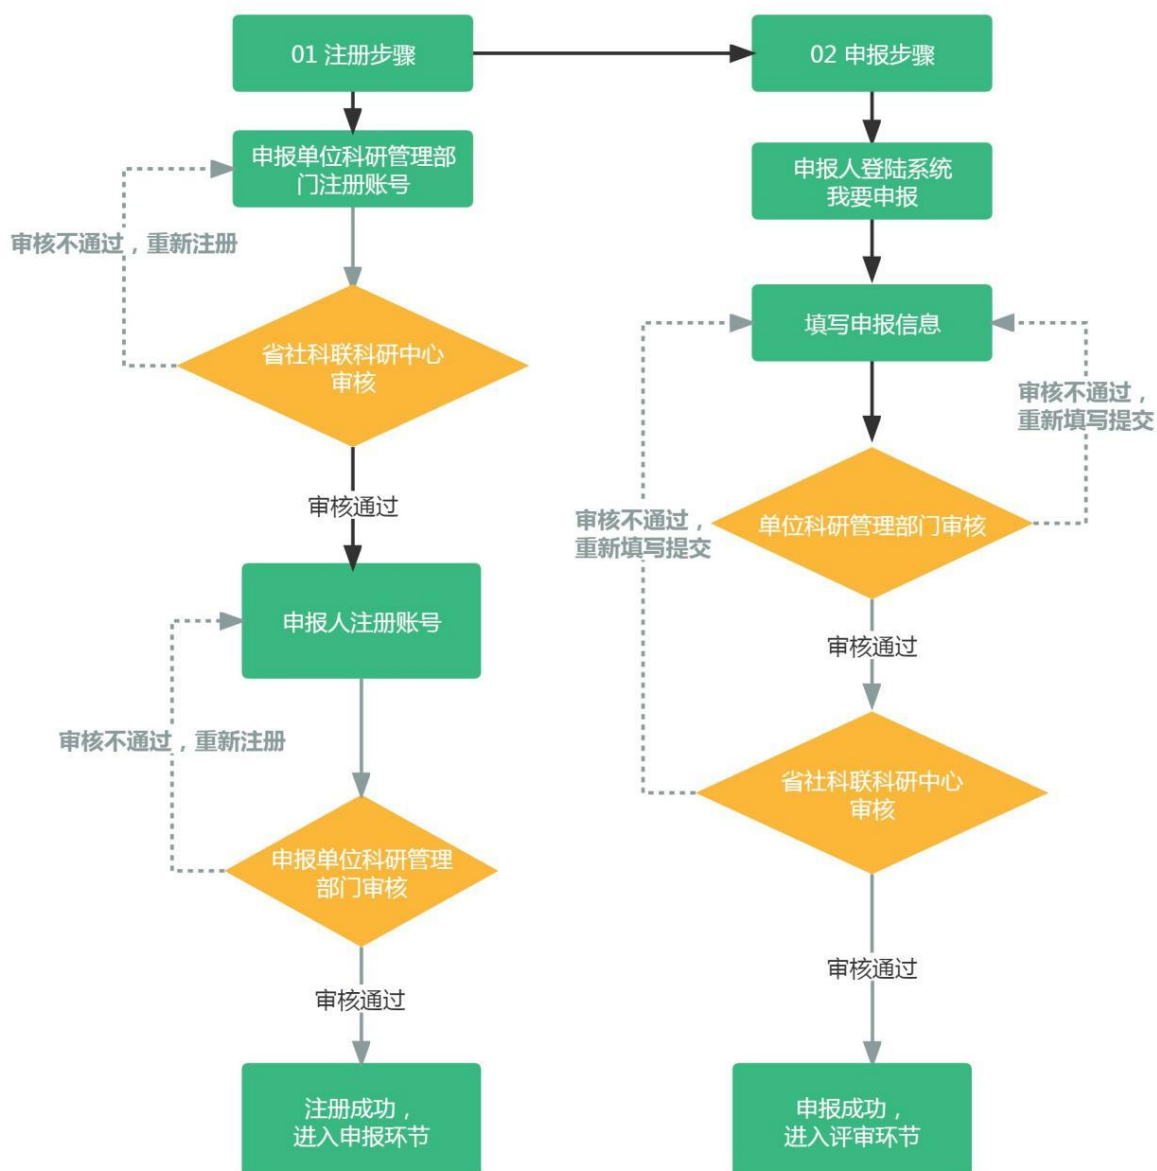 01 注册步骤
申报单位科研管理部
门注册账号
审核不通过，重新注册
省社科联科研中心
审核
审核通过
申报人注册账号
审核不通过，重新注册
申报单位科研管理
部门审核
审核通过
注册成功，
进入申报环节
02 申报步骤
申报人登陆系统
我要申报
填写申报信息
审核不通过，
重新填写提交
单位科研管理部门审核
审核不通过，
重新填写提交
审核通过
省社科联科研中心
审核
审核通过
申报成功，
进入评审环节